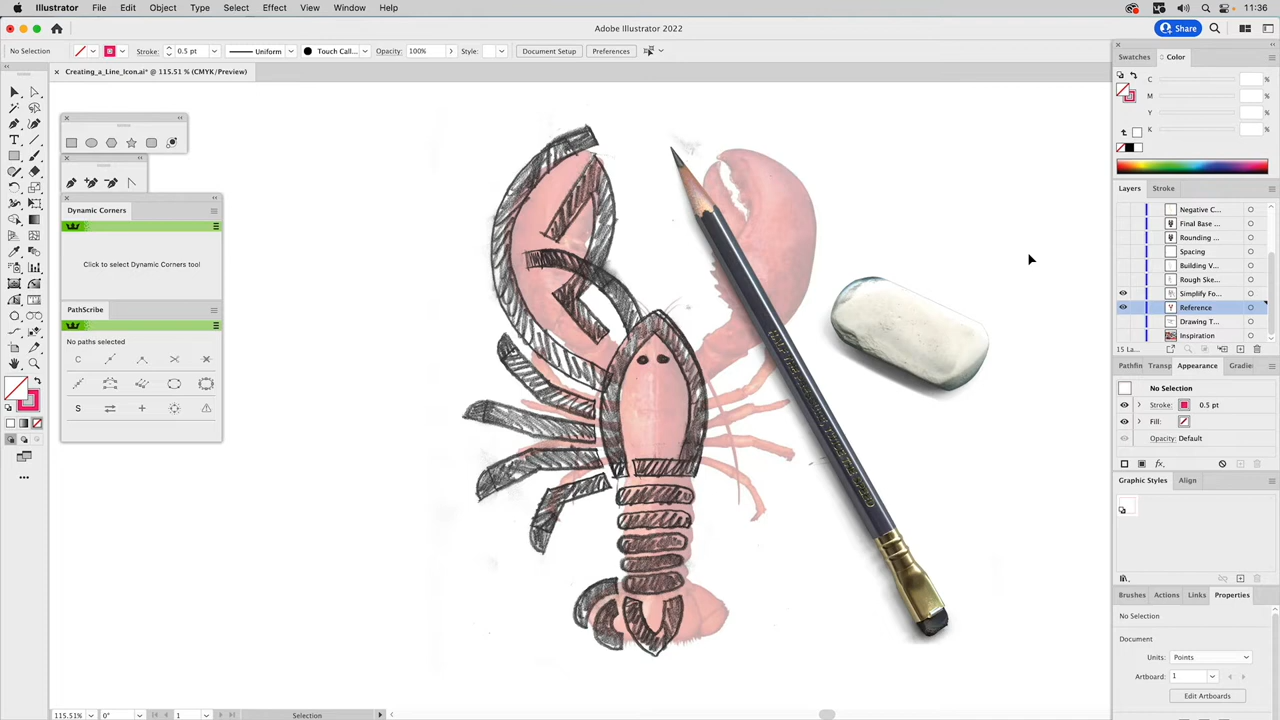 Illustrator File Edit Object Type Select Effect View Window Help 11:36
Adobe Illustrator 2022
Share
No Selection Stroke: 0.5 pt Uniform Touch Call... Opacity: 100% Style: Document Setup Preferences
× Creating_a_Line_Icon.ai* @ 115.51 % (CMYK/Preview)
Swatches Color
C %
M %
Y %
K %
Layers Stroke
Negative C...
Final Base ...
Rounding ...
Spacing
Building V...
Rough Ske...
Simplify Fo...
Reference
Drawing T...
Inspiration
15 La...
Dynamic Corners
Click to select Dynamic Corners tool
PathScribe
No paths selected
Pathfin Transp Appearance Gradie
No Selection
Stroke: 0.5 pt
Fill:
Opacity: Default
fx
Graphic Styles Align
Brushes Actions Links Properties
No Selection
Document
Units: Points
Artboard: 1
Edit Artboards
115.51% 0° 1 Selection